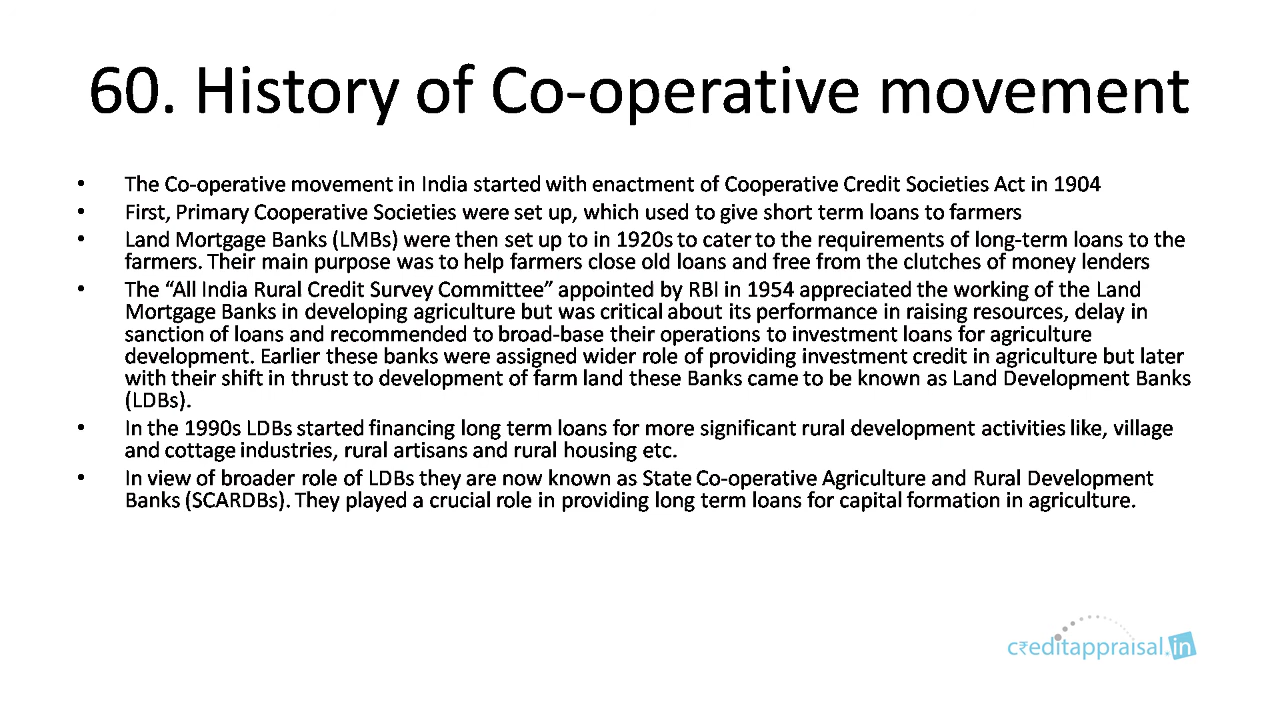 60. History of Co-operative movement
• The Co-operative movement in India started with enactment of Cooperative Credit Societies Act in 1904
• First, Primary Cooperative Societies were set up, which used to give short term loans to farmers
• Land Mortgage Banks (LMBs) were then set up to in 1920s to cater to the requirements of long-term loans to the
farmers. Their main purpose was to help farmers close old loans and free from the clutches of money lenders
• The “All India Rural Credit Survey Committee” appointed by RBI in 1954 appreciated the working of the Land
Mortgage Banks in developing agriculture but was critical about its performance in raising resources, delay in
sanction of loans and recommended to broad-base their operations to investment loans for agriculture
development. Earlier these banks were assigned wider role of providing investment credit in agriculture but later
with their shift in thrust to development of farm land these Banks came to be known as Land Development Banks
(LDBs).
• In the 1990s LDBs started financing long term loans for more significant rural development activities like, village
and cottage industries, rural artisans and rural housing etc.
• In view of broader role of LDBs they are now known as State Co-operative Agriculture and Rural Development
Banks (SCARDBs). They played a crucial role in providing long term loans for capital formation in agriculture.
c₹editappraisal.in